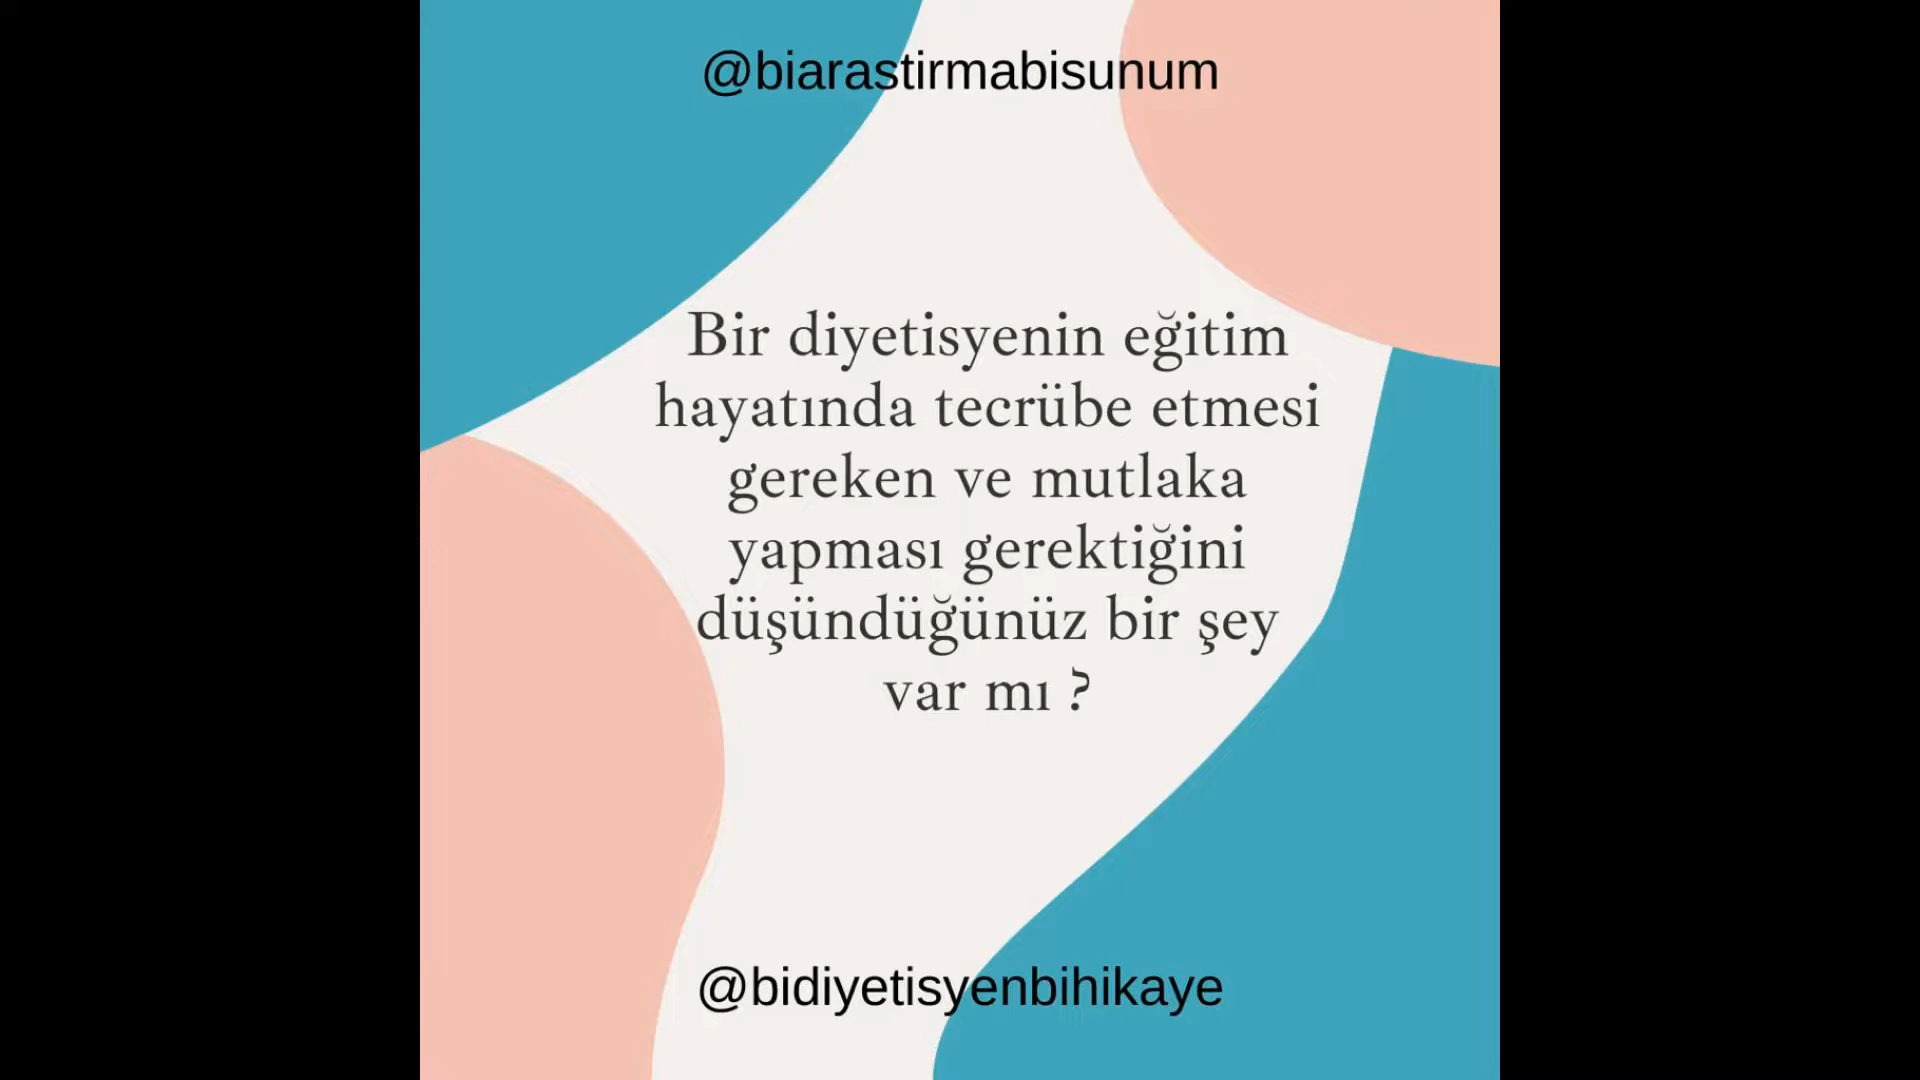 @biarastirmabisunum
Bir diyetisyenin eğitim
hayatında tecrübe etmesi
gereken ve mutlaka
yapması gerektiğini
düşündüğünüz bir şey
var mı ?
@bidiyetisyenbihikaye